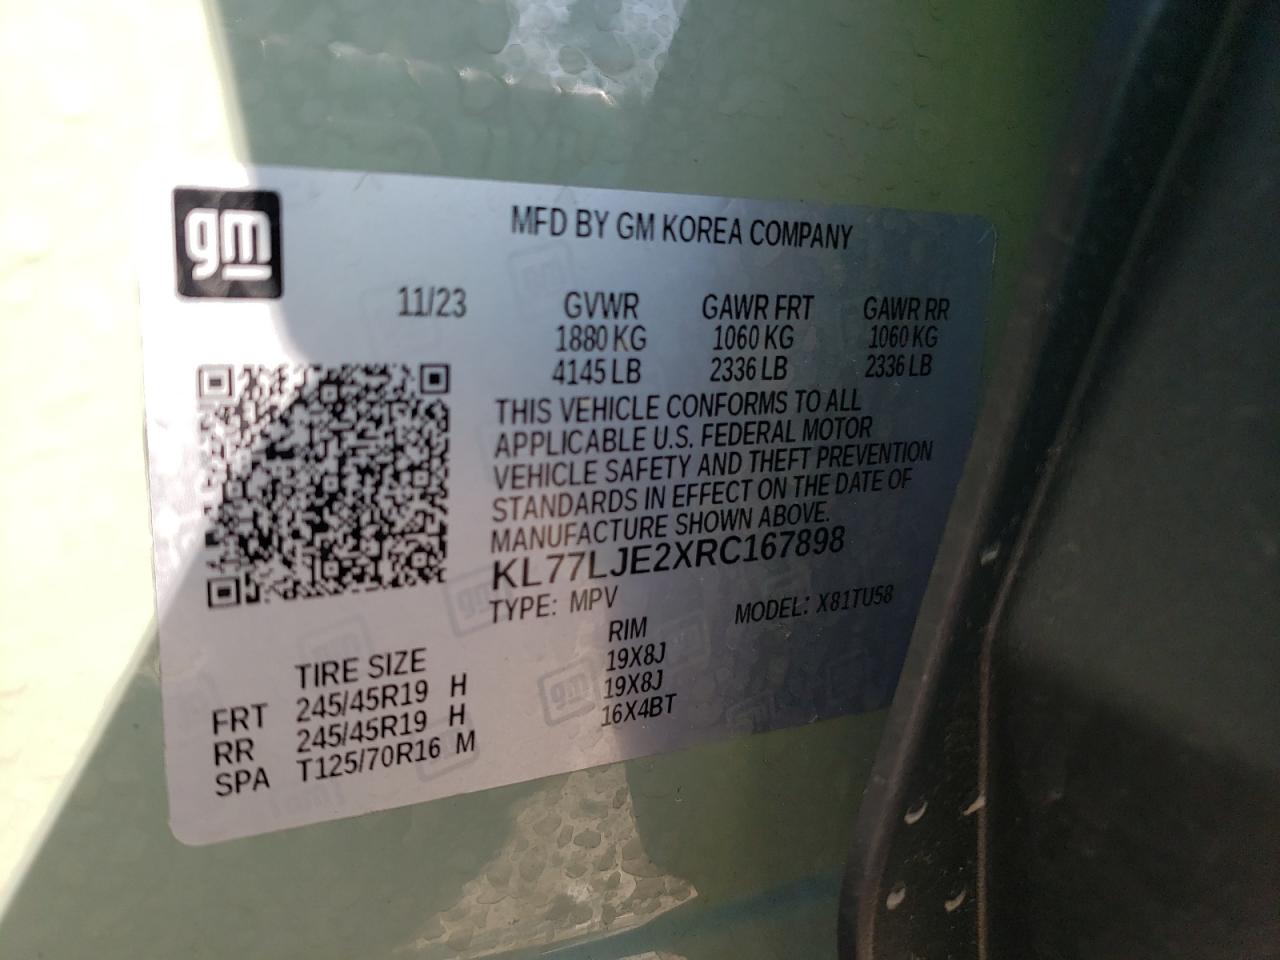 gm
MFD BY GM KOREA COMPANY
11/23 GVWR GAWR FRT GAWR RR
1880 KG 1060 KG 1060 KG
4145 LB 2336 LB 2336 LB
THIS VEHICLE CONFORMS TO ALL
APPLICABLE U.S. FEDERAL MOTOR
VEHICLE SAFETY AND THEFT PREVENTION
STANDARDS IN EFFECT ON THE DATE OF
MANUFACTURE SHOWN ABOVE.
KL77LJE2XRC167898
TYPE: MPV MODEL: X81TU58
TIRE SIZE RIM
FRT 245/45R19 H 19X8J
RR 245/45R19 H 19X8J
SPA T125/70R16 M 16X4BT